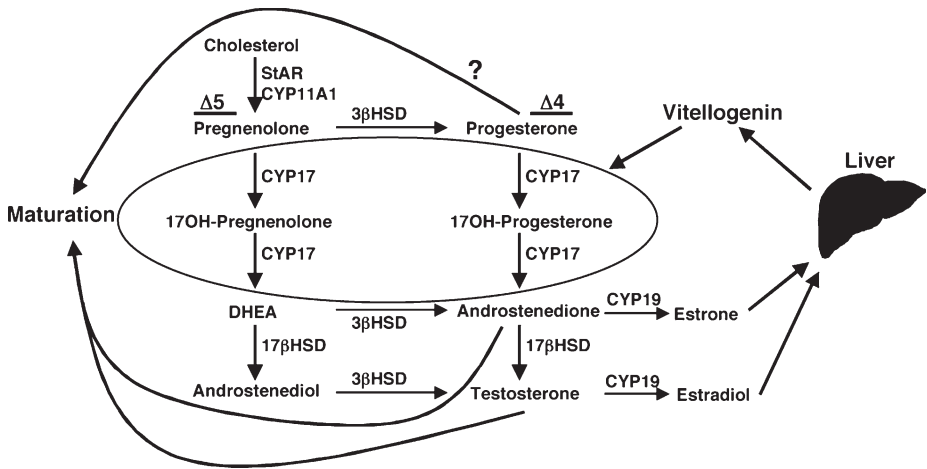 Cholesterol
?
StAR
CYP11A1
Δ5
Δ4
3βHSD
Pregnenolone
Progesterone
Vitellogenin
Liver
CYP17
CYP17
Maturation
17OH-Pregnenolone
17OH-Progesterone
CYP17
CYP17
DHEA
3βHSD
Androstenedione
CYP19
Estrone
17βHSD
17βHSD
Androstenediol
3βHSD
Testosterone
CYP19
Estradiol